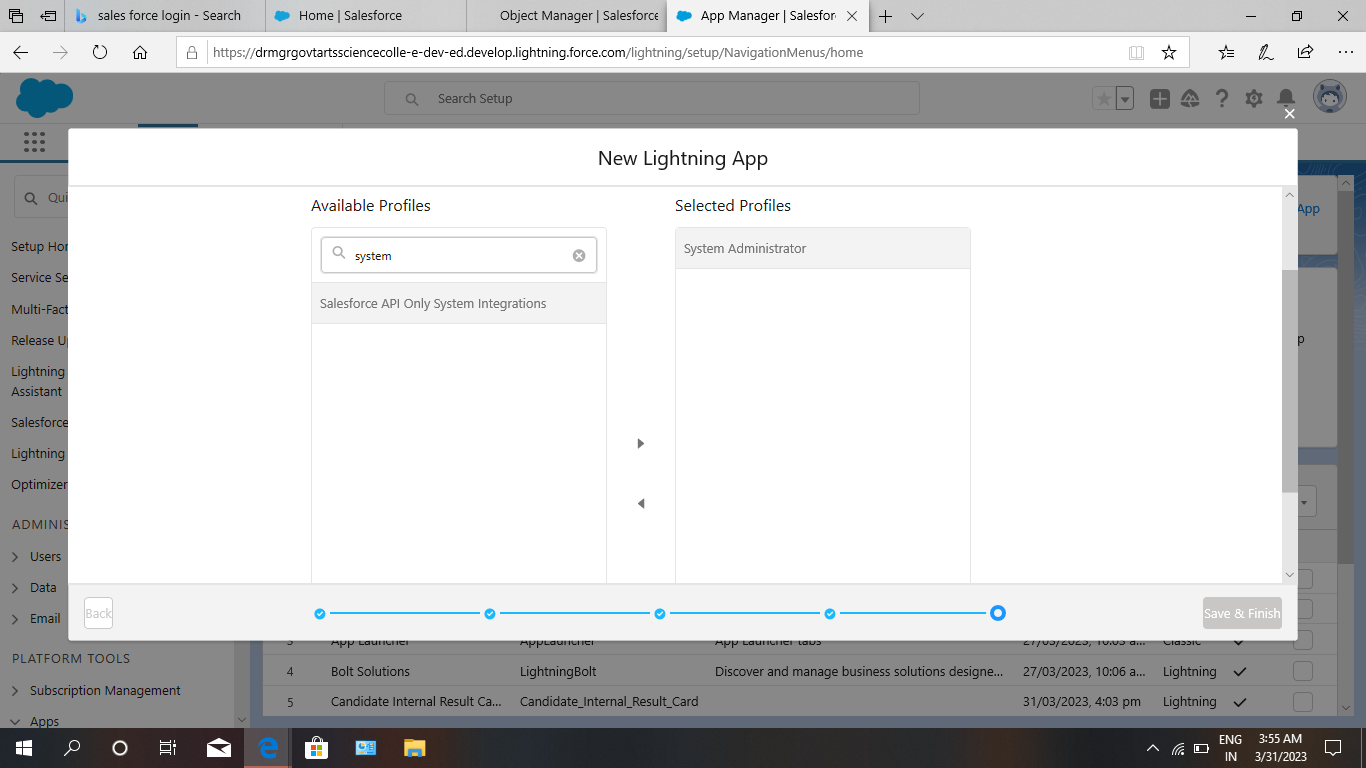 sales force login - Search
Home | Salesforce
Object Manager | Salesforce
App Manager | Salesfor
https://drmgrgovtartssciencecolle-e-dev-ed.develop.lightning.force.com/lightning/setup/NavigationMenus/home
Search Setup
New Lightning App
Available Profiles
Selected Profiles
system
System Administrator
Salesforce API Only System Integrations
Qui
App
Setup Hor
Service Se
Multi-Fact
Release Up
Lightning
Assistant
Salesforce
Lightning
Optimizer
p
ADMINIS
Users
Data
Email
Back
Save & Finish
PLATFORM TOOLS
Subscription Management
Apps
3 App Launcher AppLauncher App Launcher tabs 27/03/2023, 10:05 a... Classic
4 Bolt Solutions LightningBolt Discover and manage business solutions designe... 27/03/2023, 10:06 a... Lightning
5 Candidate Internal Result Ca... Candidate_Internal_Result_Card 31/03/2023, 4:03 pm Lightning
ENG
IN
3:55 AM
3/31/2023